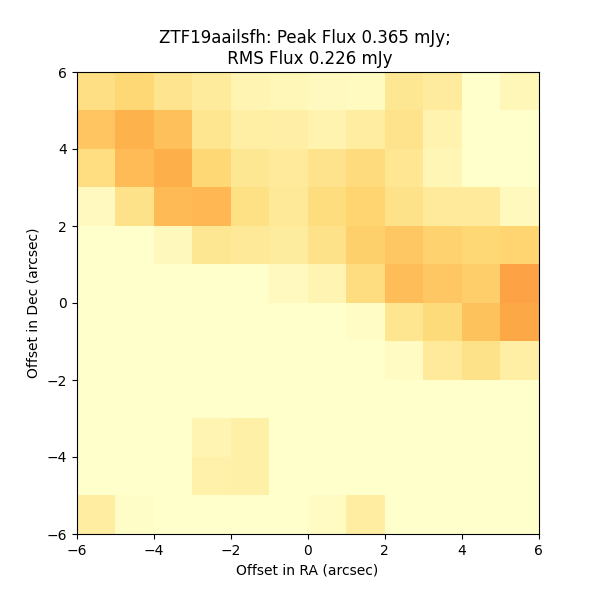 ZTF19aailsfh: Peak Flux 0.365 mJy;
RMS Flux 0.226 mJy
6
4
2
0
−2
−4
−6
Offset in Dec (arcsec)
−6 −4 −2 0 2 4 6
Offset in RA (arcsec)